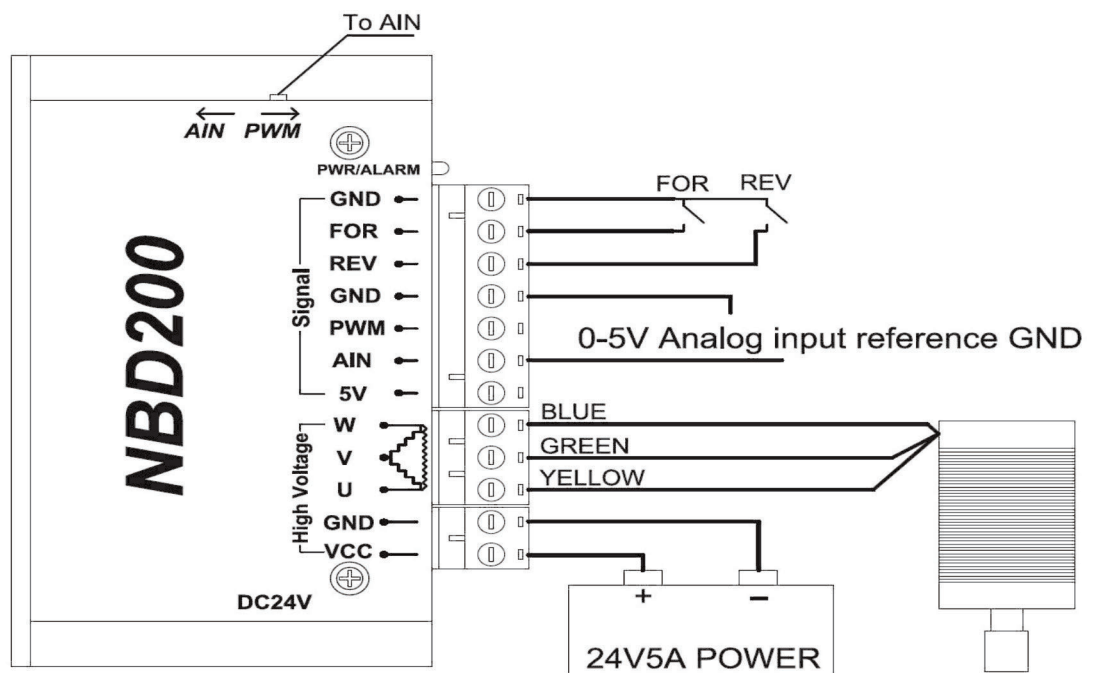 To AIN
AIN PWM
PWR/ALARM
NBD200
Signal
GND
FOR
REV
GND
PWM
AIN
5V
FOR REV
0-5V Analog input reference GND
High Voltage
W
V
U
GND
VCC
BLUE
GREEN
YELLOW
DC24V
+ −
24V5A POWER